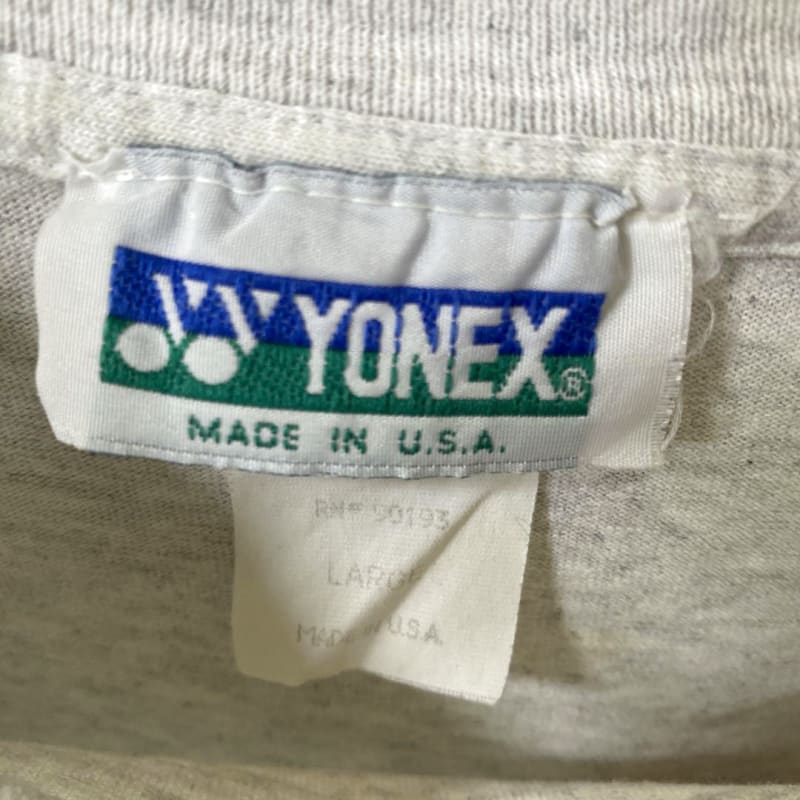 YONEX®
MADE IN U.S.A.
RN# 90193
LARGE
MADE IN U.S.A.